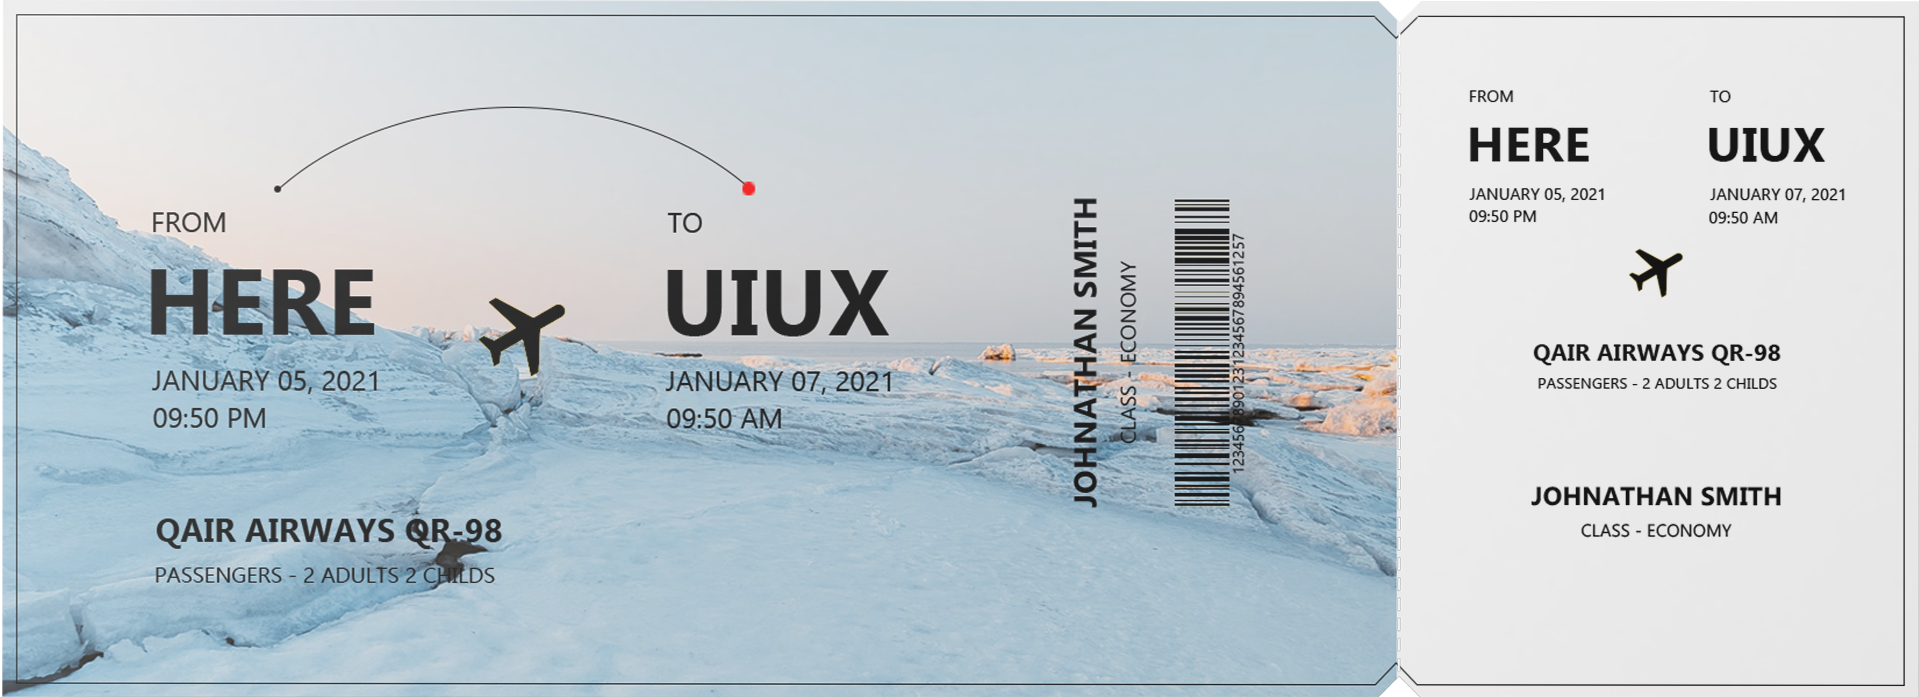 FROM
HERE
JANUARY 05, 2021
09:50 PM
TO
UIUX
JANUARY 07, 2021
09:50 AM
QAIR AIRWAYS QR-98
PASSENGERS - 2 ADULTS 2 CHILDS
JOHNATHAN SMITH
CLASS - ECONOMY
FROM
HERE
JANUARY 05, 2021
09:50 PM
TO
UIUX
JANUARY 07, 2021
09:50 AM
QAIR AIRWAYS QR-98
PASSENGERS - 2 ADULTS 2 CHILDS
JOHNATHAN SMITH
CLASS - ECONOMY